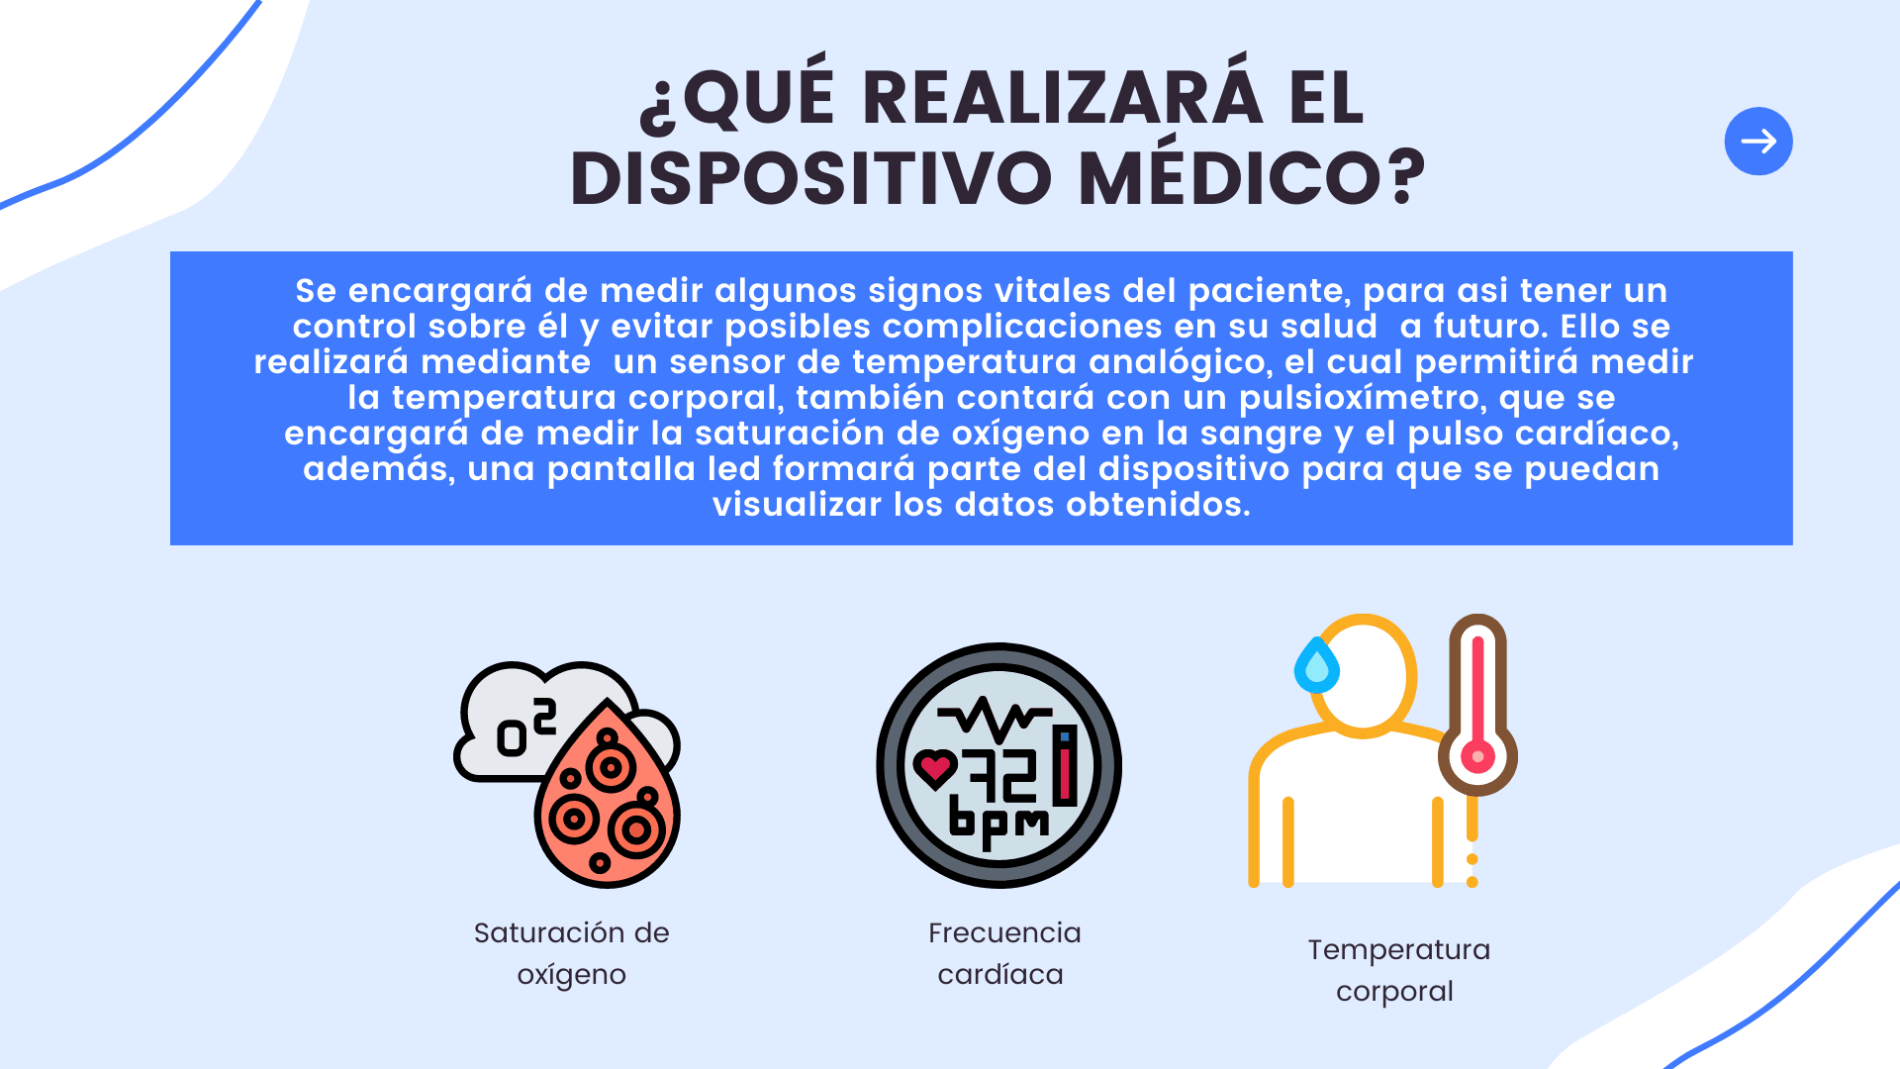 ¿QUÉ REALIZARÁ EL
DISPOSITIVO MÉDICO?
Se encargará de medir algunos signos vitales del paciente, para asi tener un
control sobre él y evitar posibles complicaciones en su salud  a futuro. Ello se
realizará mediante  un sensor de temperatura analógico, el cual permitirá medir
la temperatura corporal, también contará con un pulsioxímetro, que se
encargará de medir la saturación de oxígeno en la sangre y el pulso cardíaco,
además, una pantalla led formará parte del dispositivo para que se puedan
visualizar los datos obtenidos.
O²
72
bpm
Saturación de
oxígeno
Frecuencia
cardíaca
Temperatura
corporal